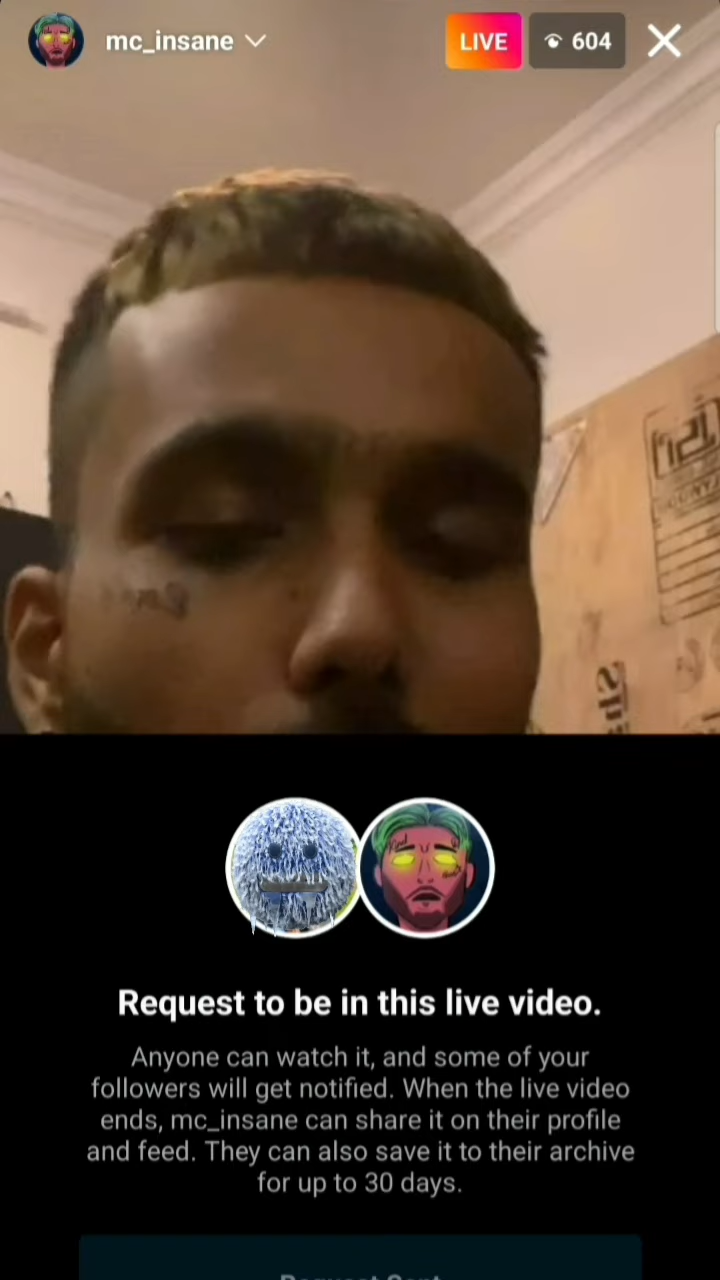 mc_insane
LIVE
604
Request to be in this live video.
Anyone can watch it, and some of your
followers will get notified. When the live video
ends, mc_insane can share it on their profile
and feed. They can also save it to their archive
for up to 30 days.